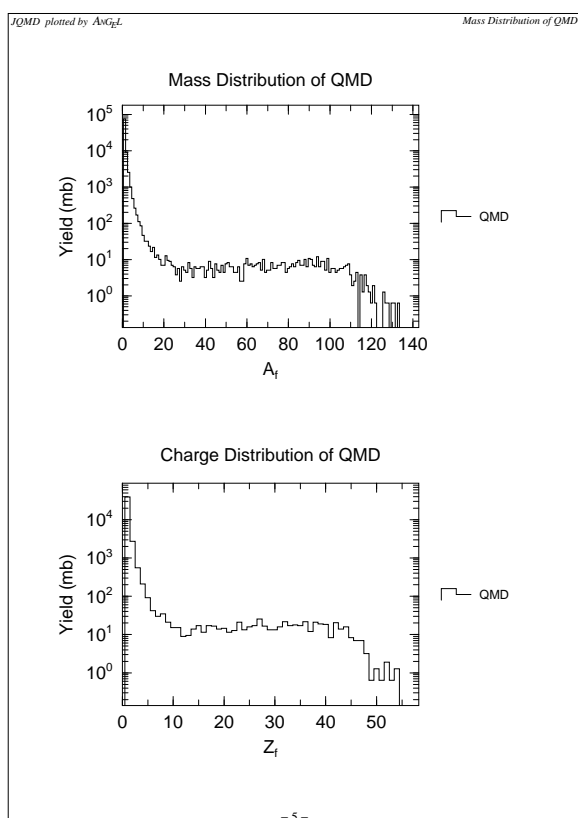 JQMD plotted by ANGEL Mass Distribution of QMD
Mass Distribution of QMD
Yield (mb)
10^5
10^4
10^3
10^2
10^1
10^0
0 20 40 60 80 100 120 140
A_f
QMD
Charge Distribution of QMD
Yield (mb)
10^4
10^3
10^2
10^1
10^0
0 10 20 30 40 50
Z_f
QMD
– 5 –